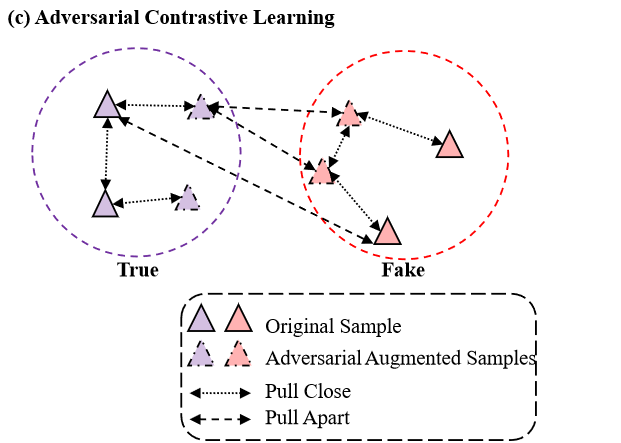 (c) Adversarial Contrastive Learning
True
Fake
Original Sample
Adversarial Augmented Samples
Pull Close
Pull Apart